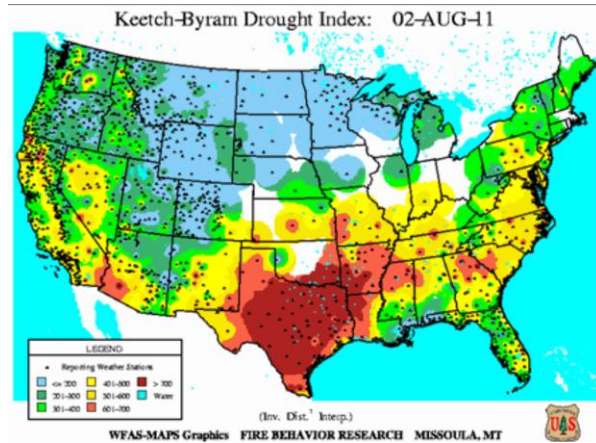 Keetch-Byram Drought Index: 02-AUG-11
LEGEND
Reporting Weather Stations
<= 200
401-500
> 700
201-300
501-600
Water
301-400
601-700
(Inv. Dist.² Interp.)
WFAS-MAPS Graphics FIRE BEHAVIOR RESEARCH MISSOULA, MT
U S